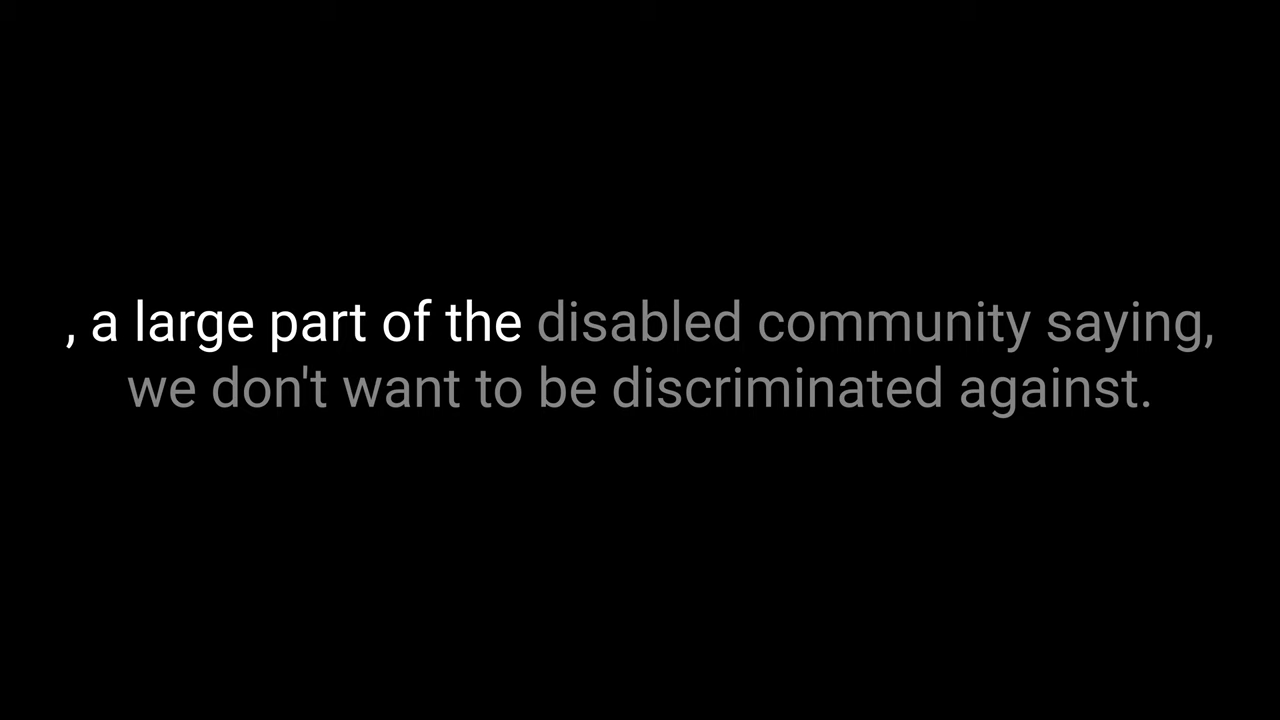 , a large part of the disabled community saying,
we don't want to be discriminated against.